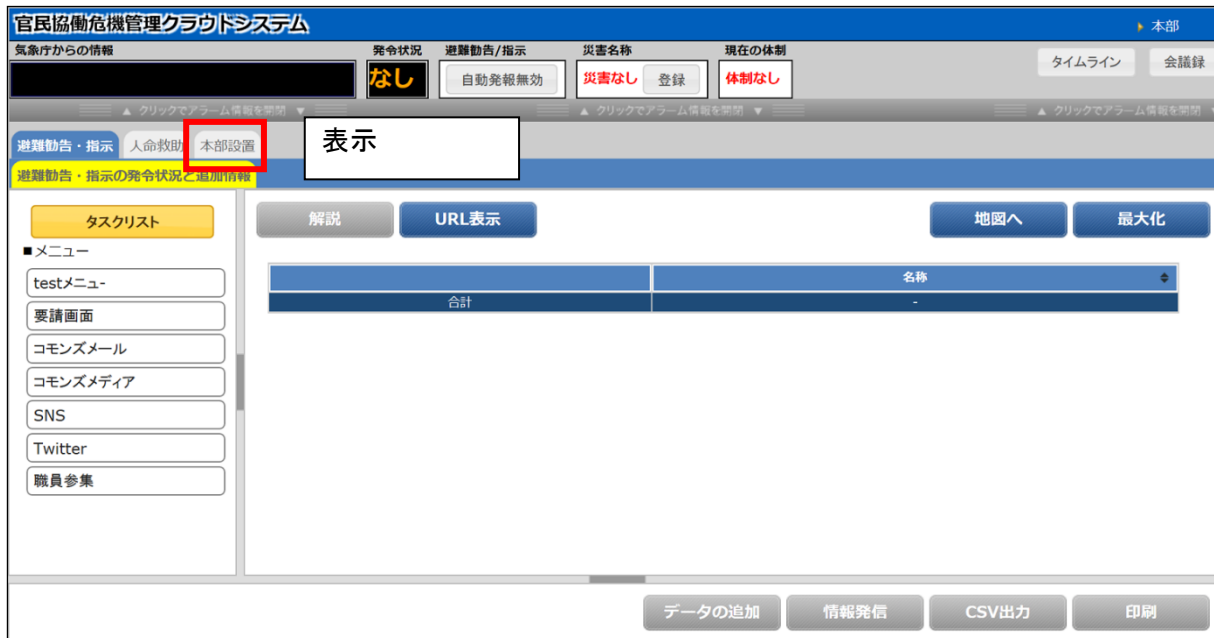 官民協働危機管理クラウドシステム
本部
気象庁からの情報
発令状況
避難勧告/指示
災害名称
現在の体制
なし
自動発報無効
災害なし
登録
体制なし
タイムライン
会議録
▲ クリックでアラーム情報を開閉 ▼
▲ クリックでアラーム情報を開閉 ▼
▲ クリックでアラーム情報を開閉
避難勧告・指示
人命救助
本部設置
表示
避難勧告・指示の発令状況と追加情報
タスクリスト
解説
URL表示
地図へ
最大化
■メニュー
testメニュ-
要請画面
コモンズメール
コモンズメディア
SNS
Twitter
職員参集
名称
合計
-
データの追加
情報発信
CSV出力
印刷